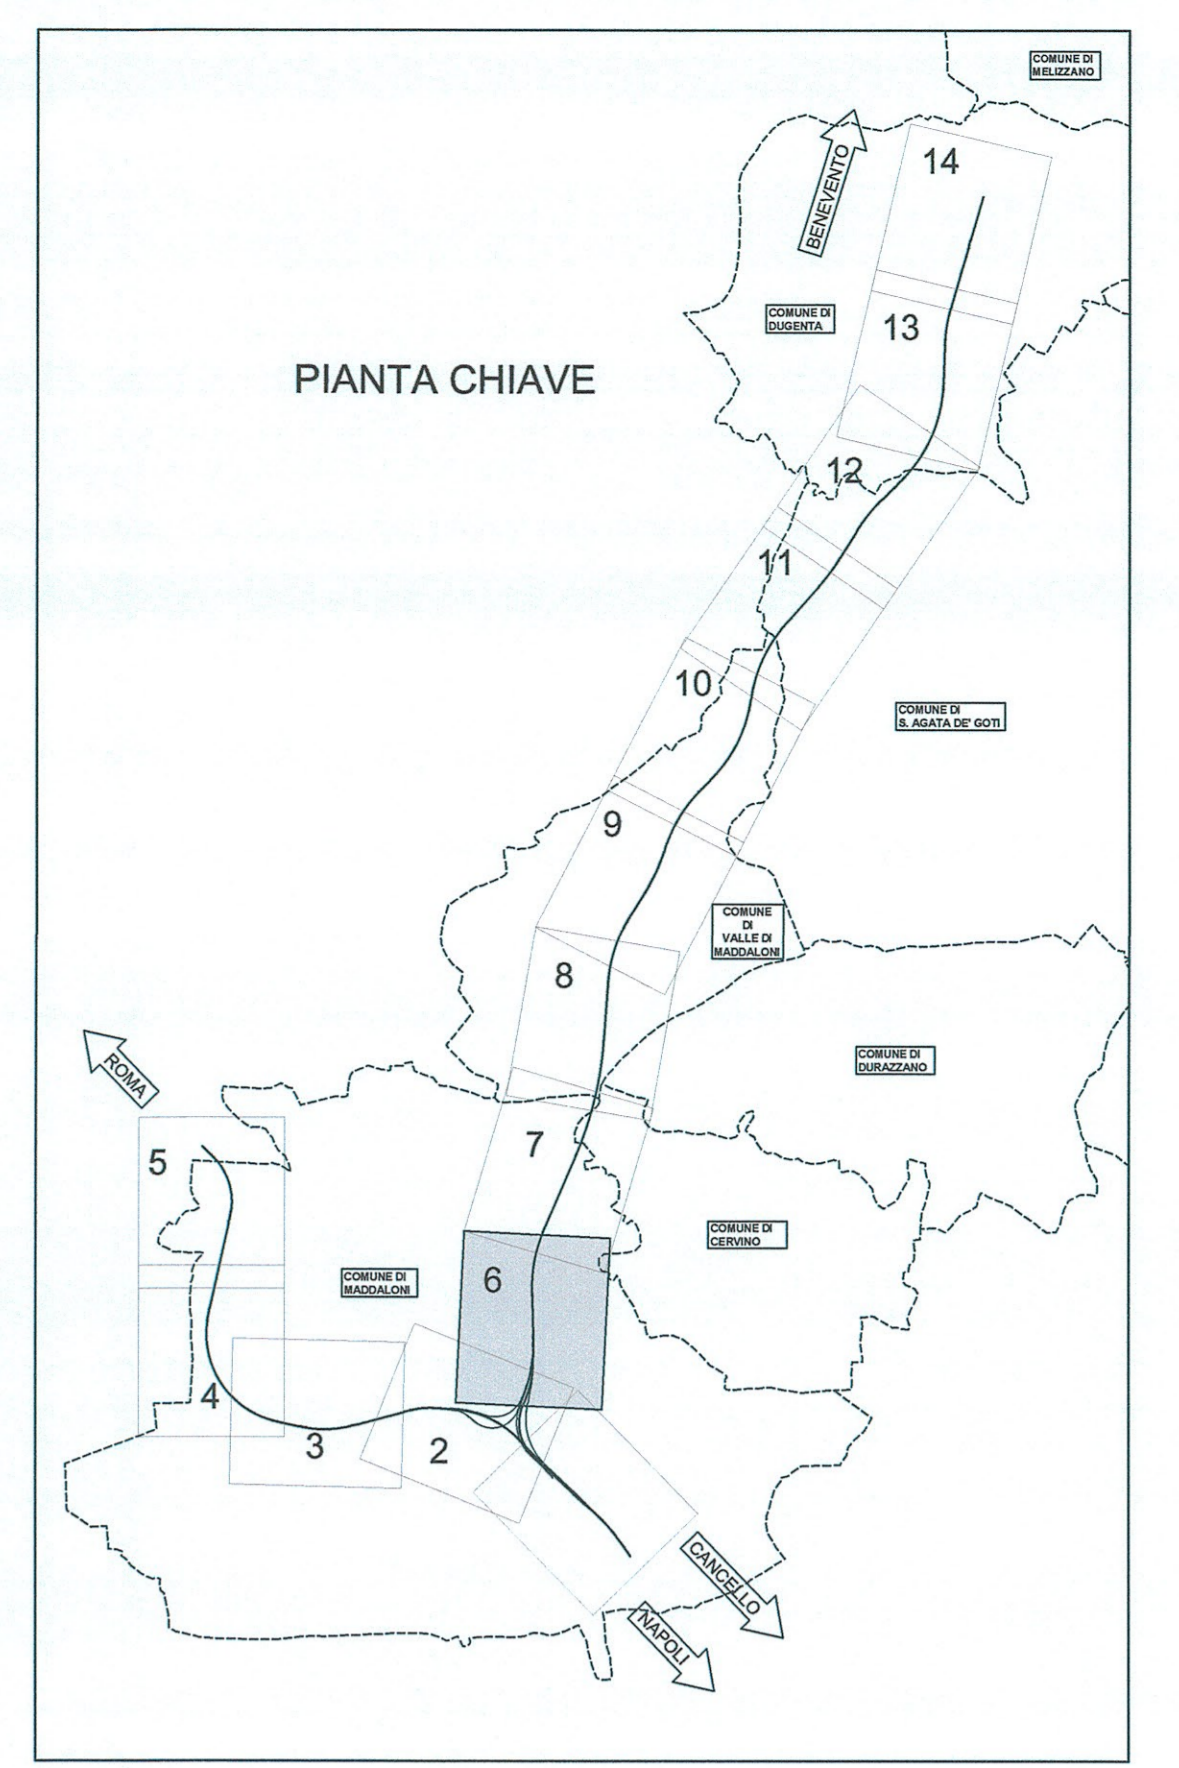 COMUNE DI
MELIZZANO
14
BENEVENTO
COMUNE DI
DUGENTA
13
PIANTA CHIAVE
12
11
10
COMUNE DI
S. AGATA DE' GOTI
9
COMUNE
DI
VALLE DI
MADDALONI
8
ROMA
COMUNE DI
DURAZZANO
7
5
COMUNE DI
CERVINO
6
COMUNE DI
MADDALONI
4
3
2
CANCELLO
NAPOLI